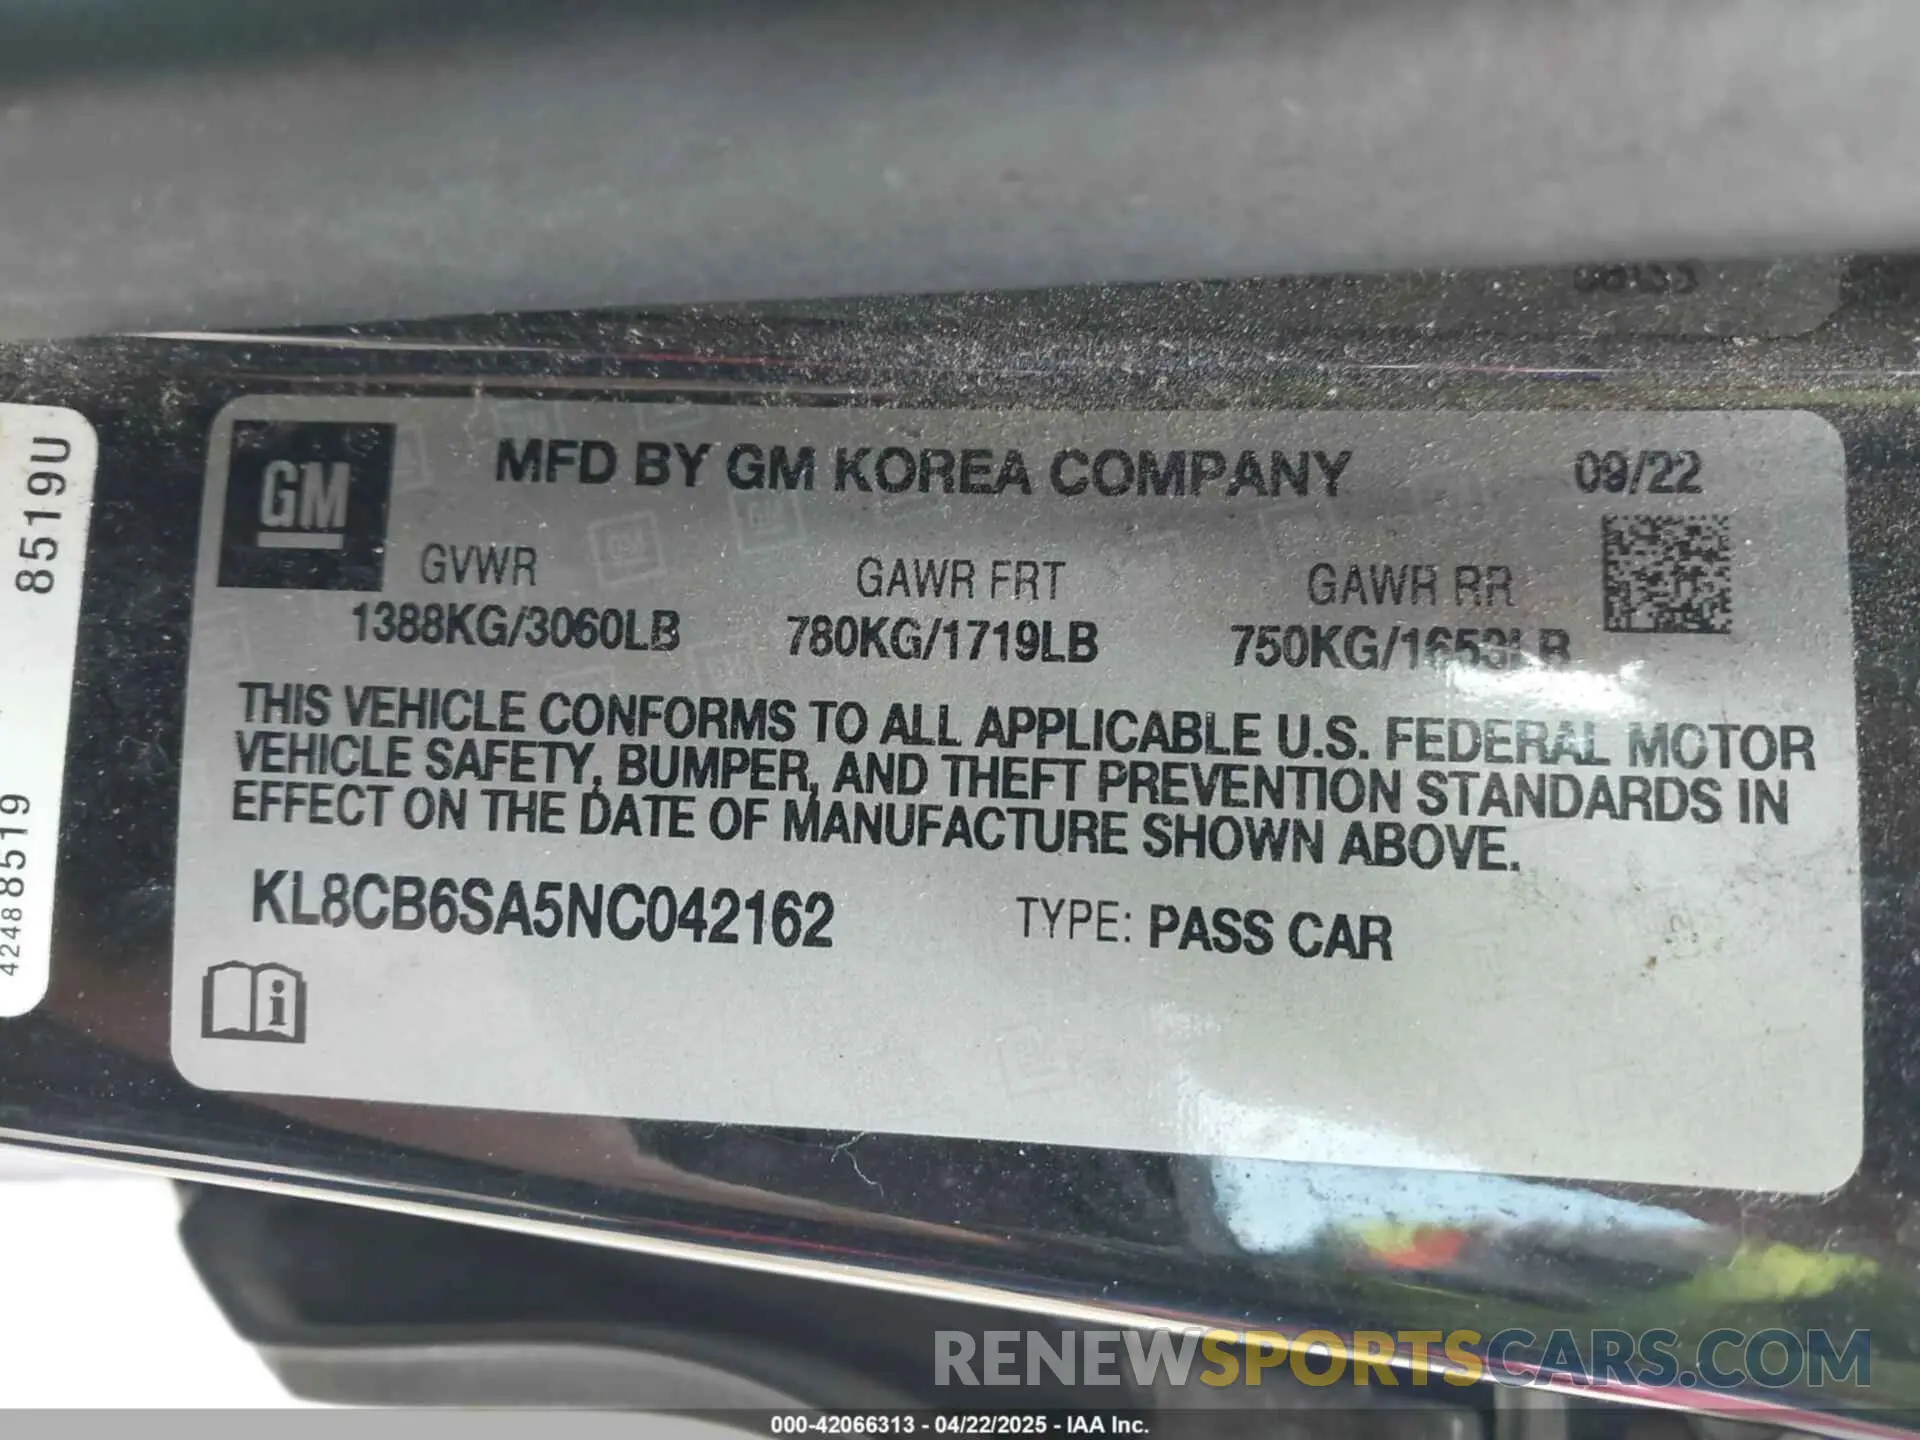 GM
MFD BY GM KOREA COMPANY 09/22
GVWR GAWR FRT GAWR RR
1388KG/3060LB 780KG/1719LB 750KG/1653LB
THIS VEHICLE CONFORMS TO ALL APPLICABLE U.S. FEDERAL MOTOR
VEHICLE SAFETY, BUMPER, AND THEFT PREVENTION STANDARDS IN
EFFECT ON THE DATE OF MANUFACTURE SHOWN ABOVE.
KL8CB6SA5NC042162 TYPE: PASS CAR
8519U
42488519
RENEWSPORTSCARS.COM
000-42066313 - 04/22/2025 - IAA Inc.